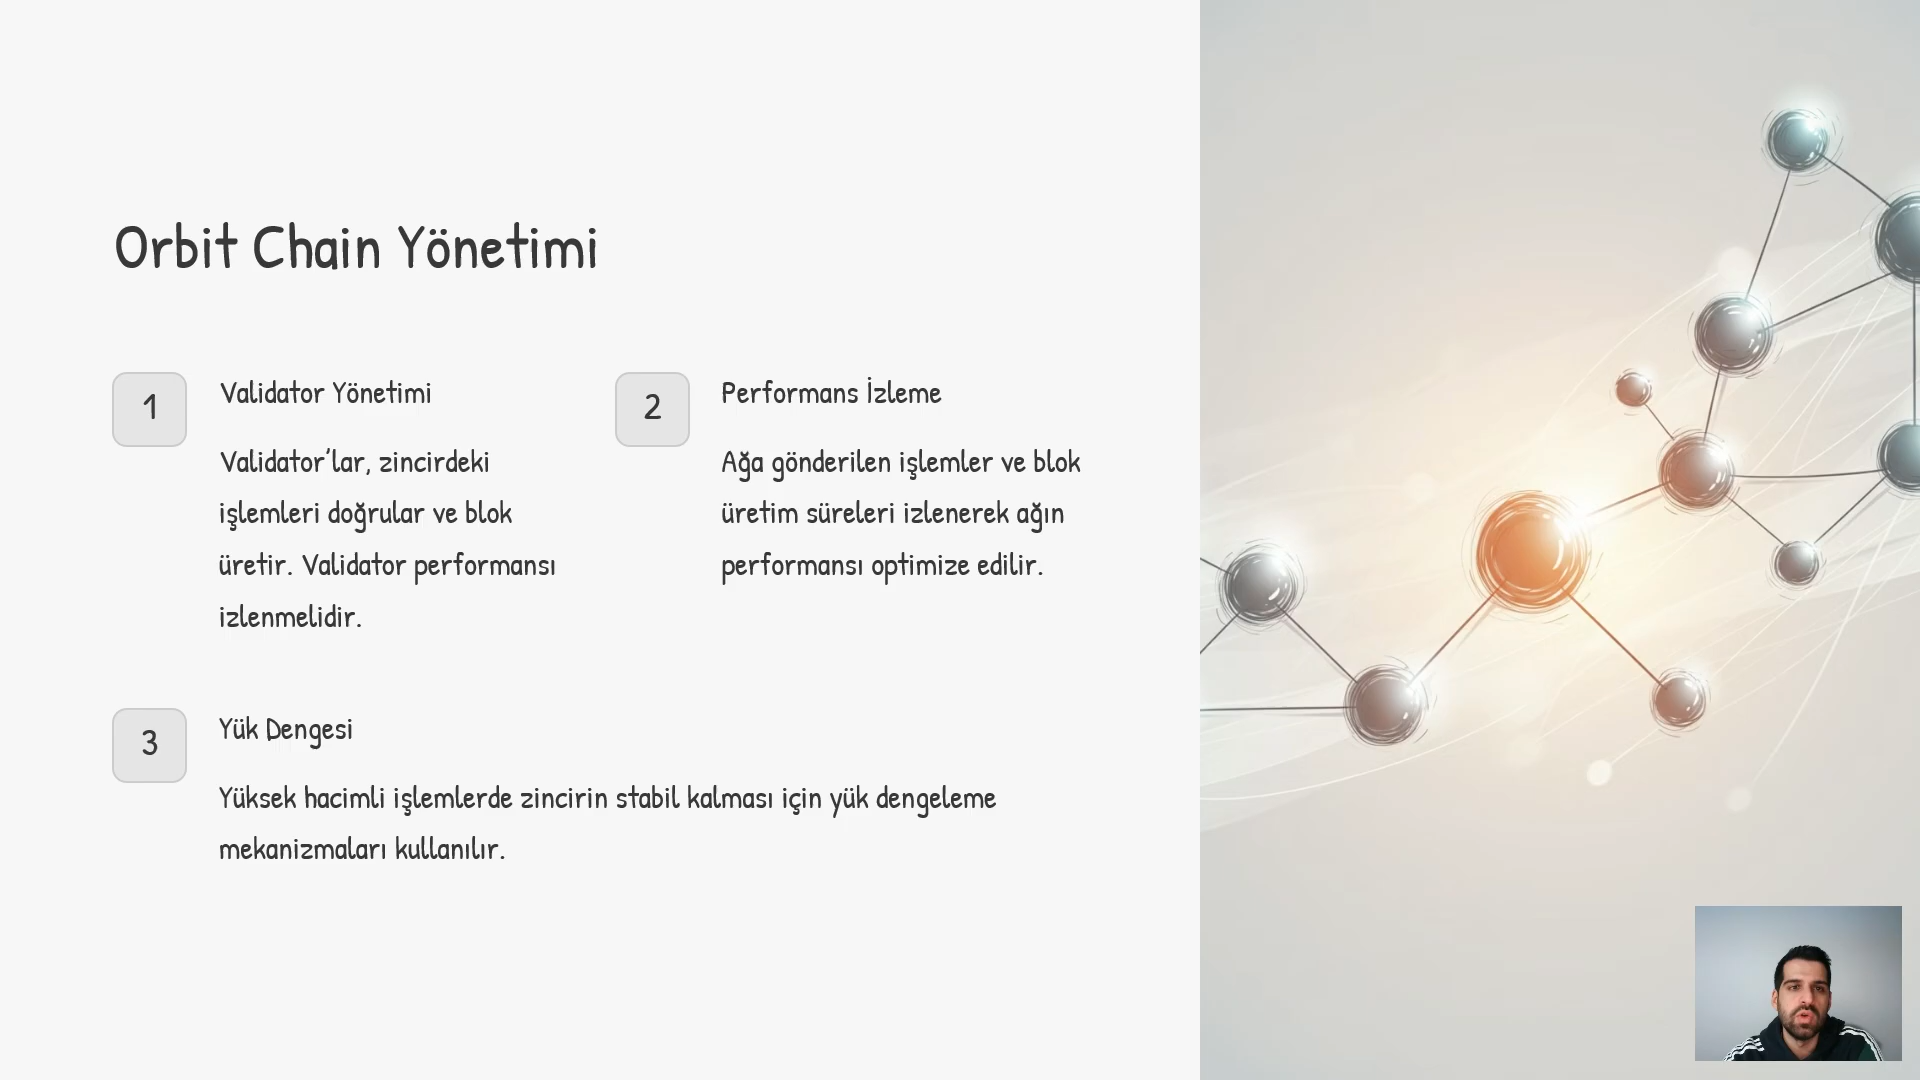 Orbit Chain Yönetimi
1
Validator Yönetimi
Validator'lar, zincirdeki
işlemleri doğrular ve blok
üretir. Validator performansı
izlenmelidir.
2
Performans İzleme
Ağa gönderilen işlemler ve blok
üretim süreleri izlenerek ağın
performansı optimize edilir.
3
Yük Dengesi
Yüksek hacimli işlemlerde zincirin stabil kalması için yük dengeleme
mekanizmaları kullanılır.